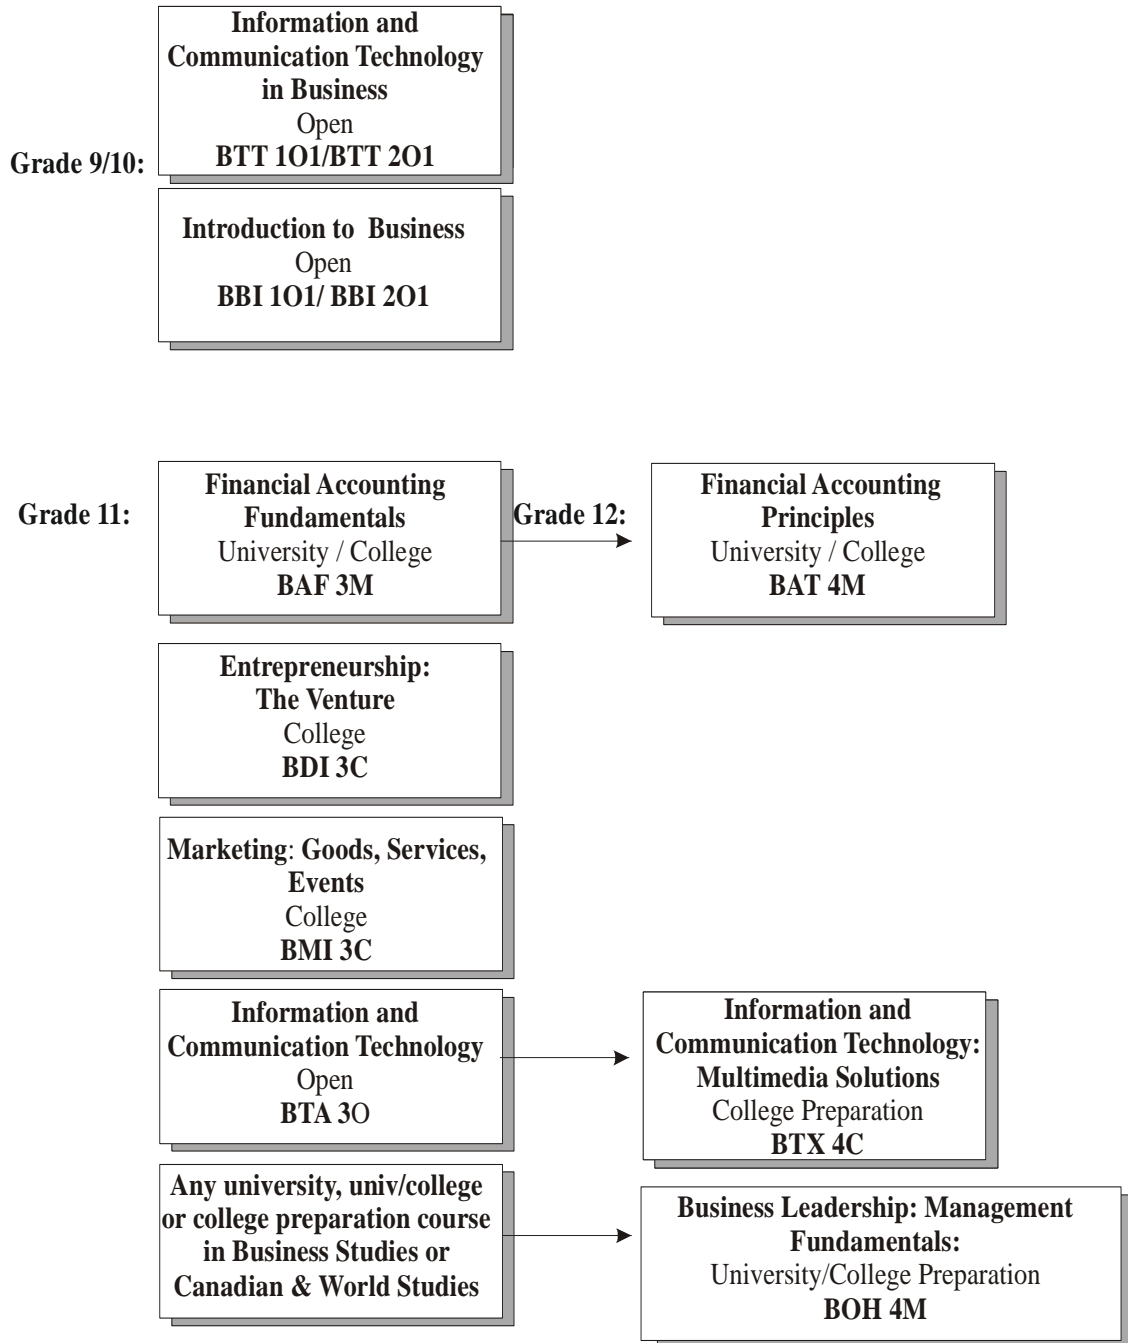 Information and
Communication Technology
in Business
Open
BTT 1O1/BTT 2O1
Grade 9/10:
Introduction to  Business
Open
BBI 1O1/ BBI 2O1
Grade 11:
Financial Accounting
Fundamentals
University / College
BAF 3M
Grade 12:
Financial Accounting
Principles
University / College
BAT 4M
Entrepreneurship:
The Venture
College
BDI 3C
Marketing: Goods, Services,
Events
College
BMI 3C
Information and
Communication Technology
Open
BTA 3O
Information and
Communication Technology:
Multimedia Solutions
College Preparation
BTX 4C
Any university, univ/college
or college preparation course
in Business Studies or
Canadian & World Studies
Business Leadership: Management
Fundamentals:
University/College Preparation
BOH 4M